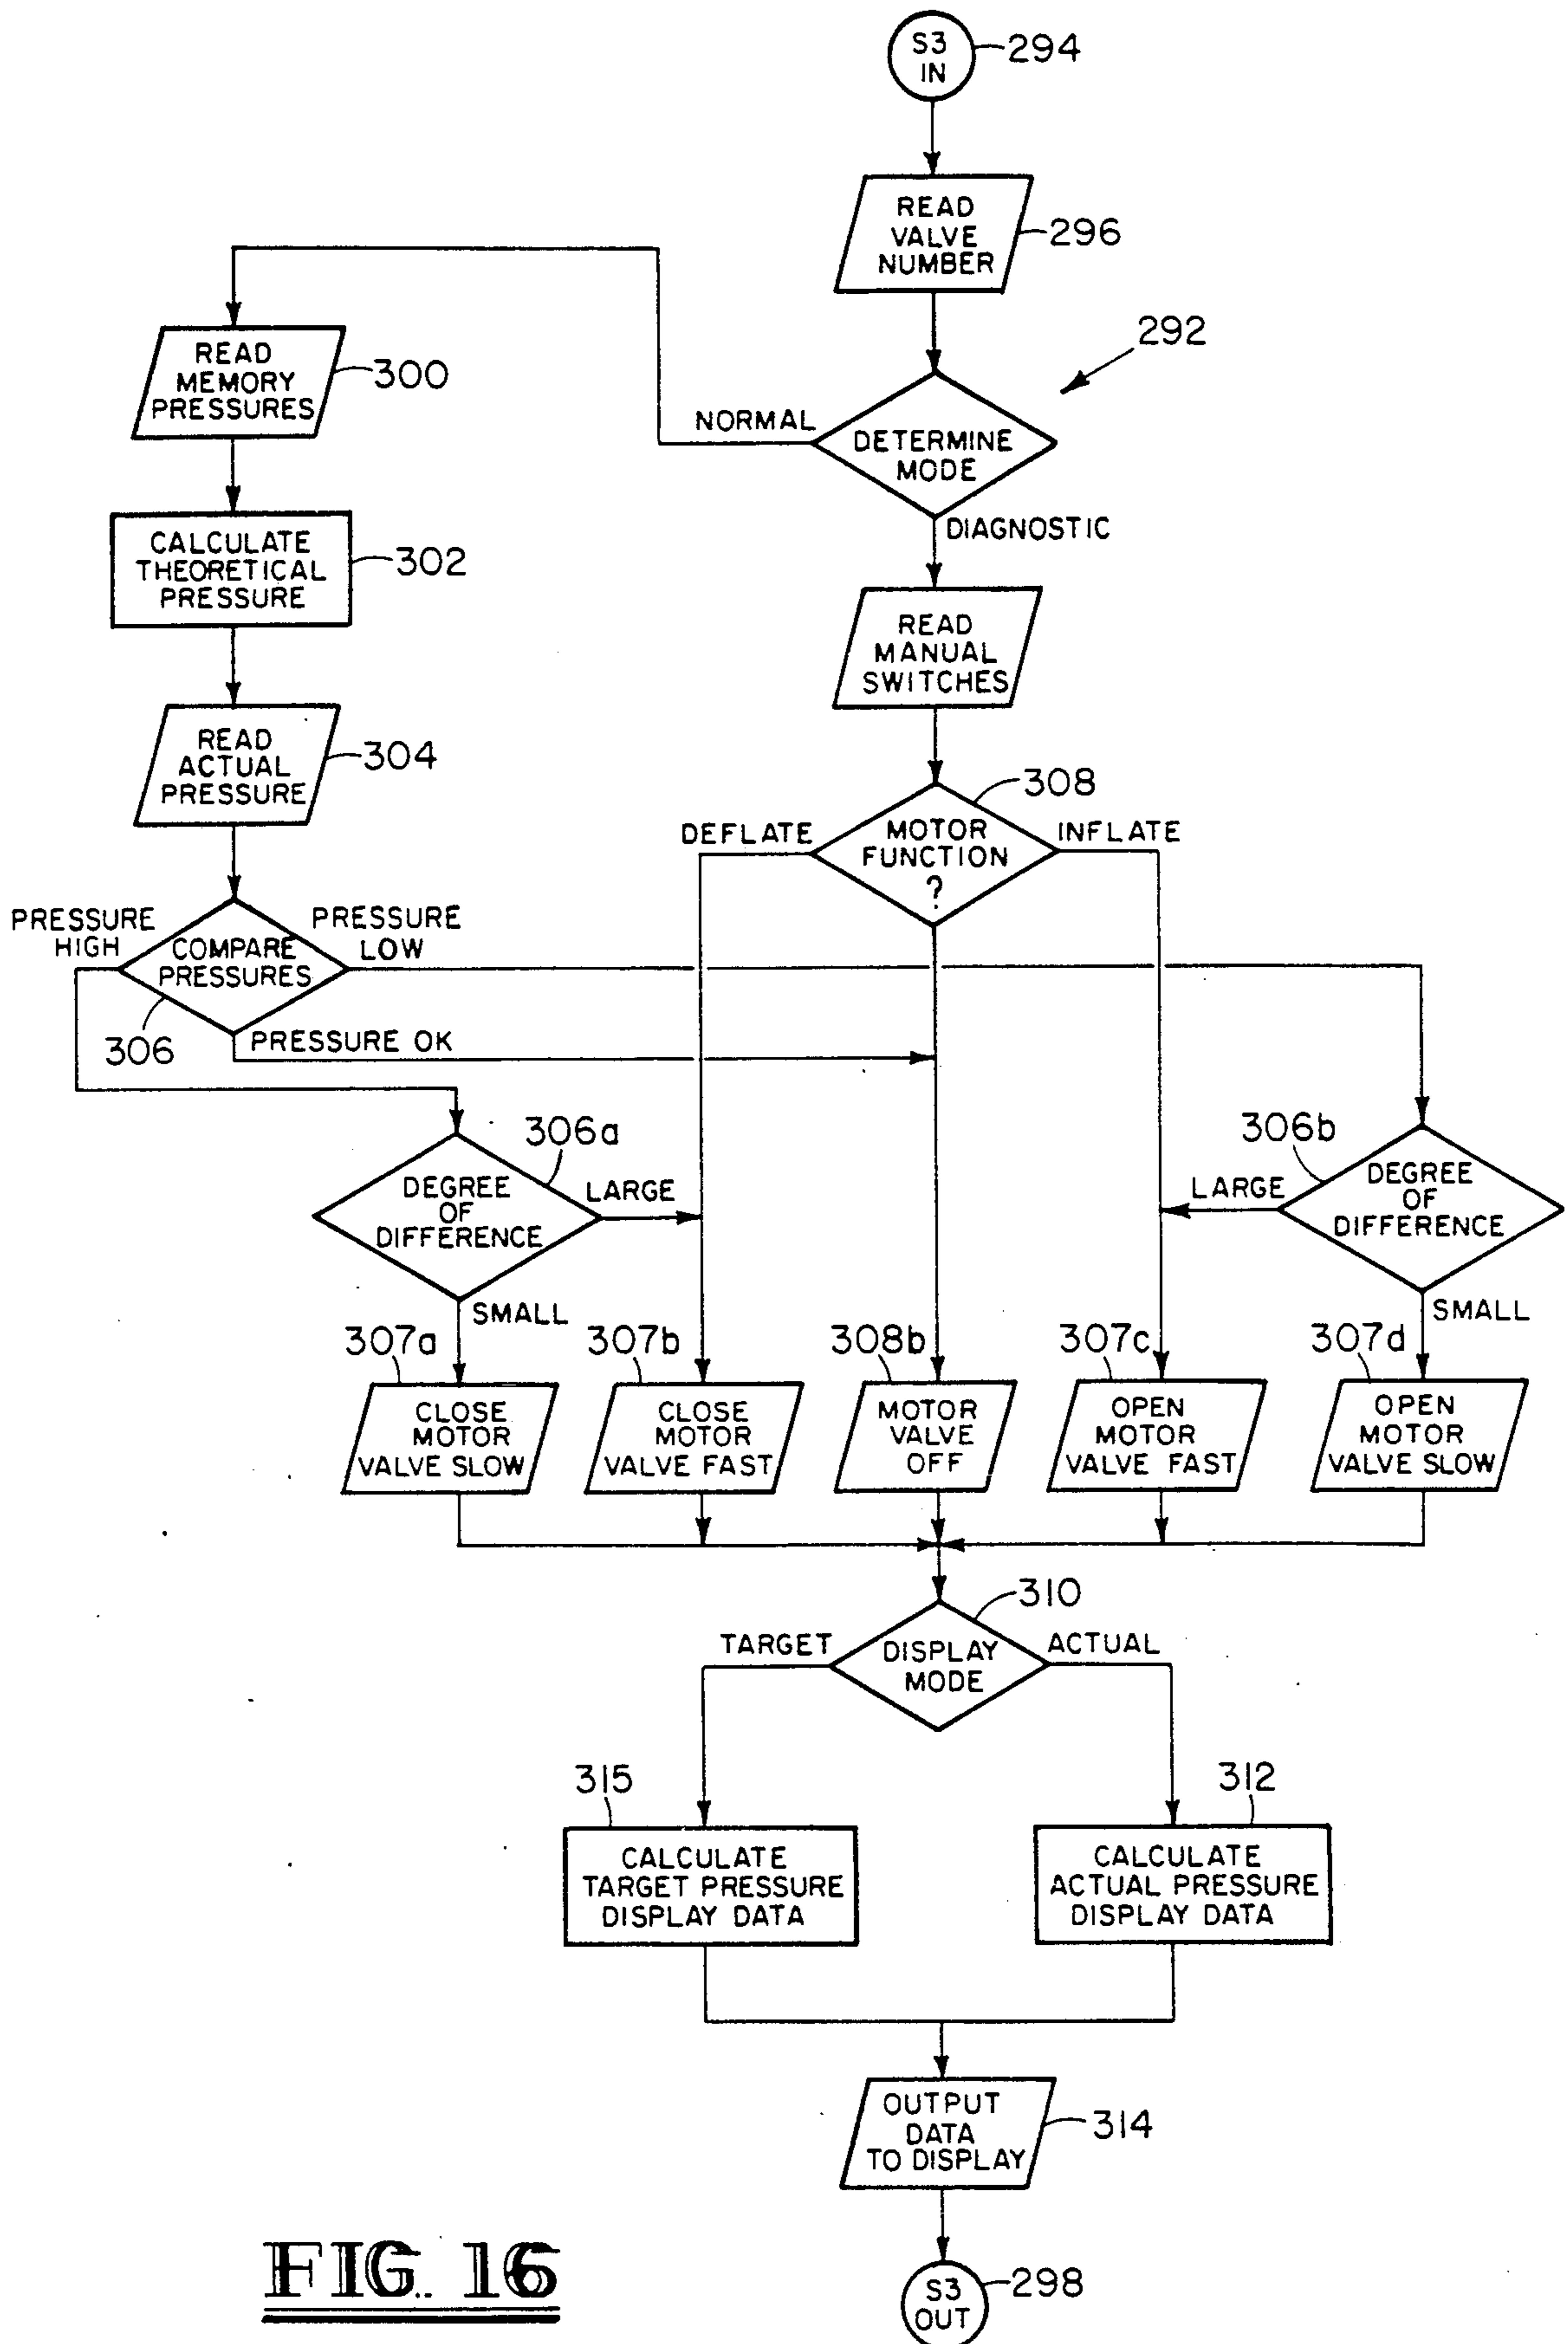 S3
IN
294
READ
VALVE
NUMBER
296
292
READ
MEMORY
PRESSURES
300
NORMAL
DETERMINE
MODE
DIAGNOSTIC
CALCULATE
THEORETICAL
PRESSURE
302
READ
MANUAL
SWITCHES
READ
ACTUAL
PRESSURE
304
308
DEFLATE
MOTOR
FUNCTION
?
INFLATE
PRESSURE
HIGH
COMPARE
PRESSURES
PRESSURE
LOW
306
PRESSURE OK
306a
DEGREE
OF
DIFFERENCE
LARGE
SMALL
306b
LARGE
DEGREE
OF
DIFFERENCE
SMALL
307a
CLOSE
MOTOR
VALVE SLOW
307b
CLOSE
MOTOR
VALVE FAST
308b
MOTOR
VALVE
OFF
307c
OPEN
MOTOR
VALVE FAST
307d
OPEN
MOTOR
VALVE SLOW
310
TARGET
DISPLAY
MODE
ACTUAL
315
CALCULATE
TARGET PRESSURE
DISPLAY DATA
312
CALCULATE
ACTUAL PRESSURE
DISPLAY DATA
OUTPUT
DATA
TO DISPLAY
314
S3
OUT
298
FIG. 16